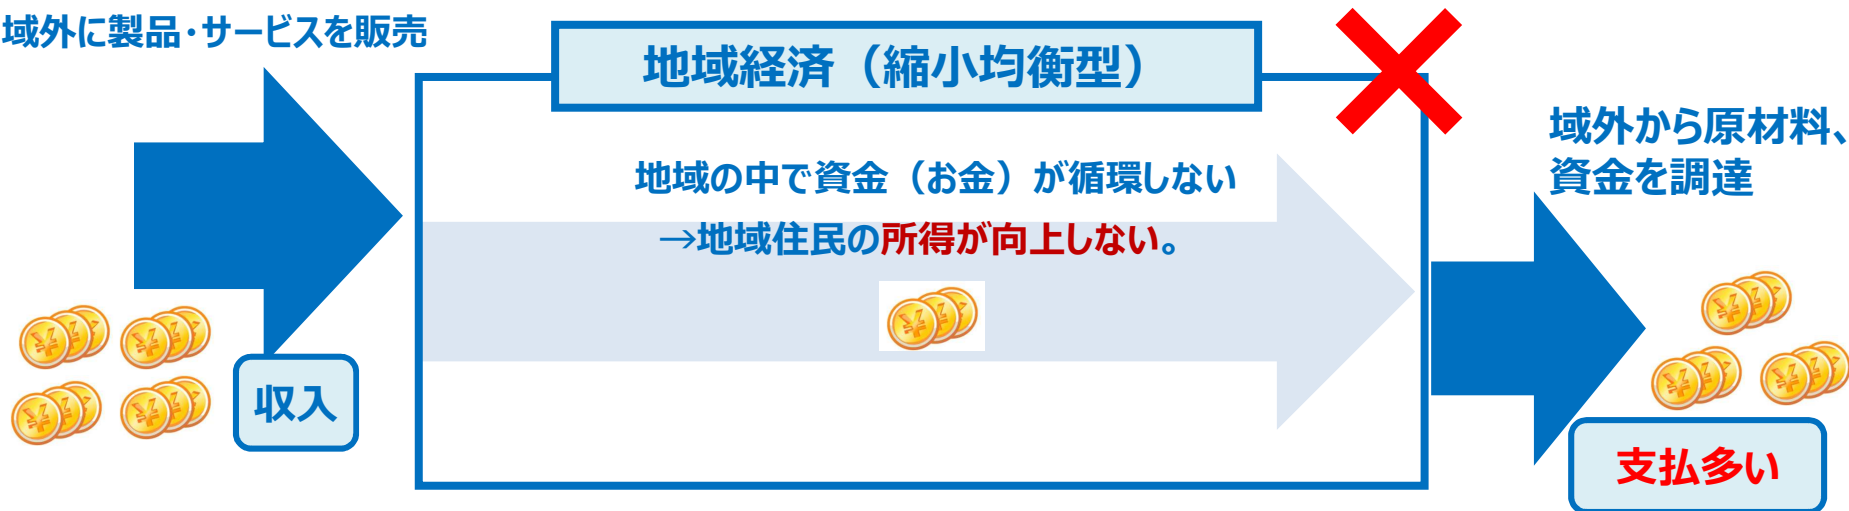 域外に製品・サービスを販売
地域経済（縮小均衡型）
域外から原材料、
資金を調達
地域の中で資金（お金）が循環しない
→地域住民の所得が向上しない。
収入
支払多い